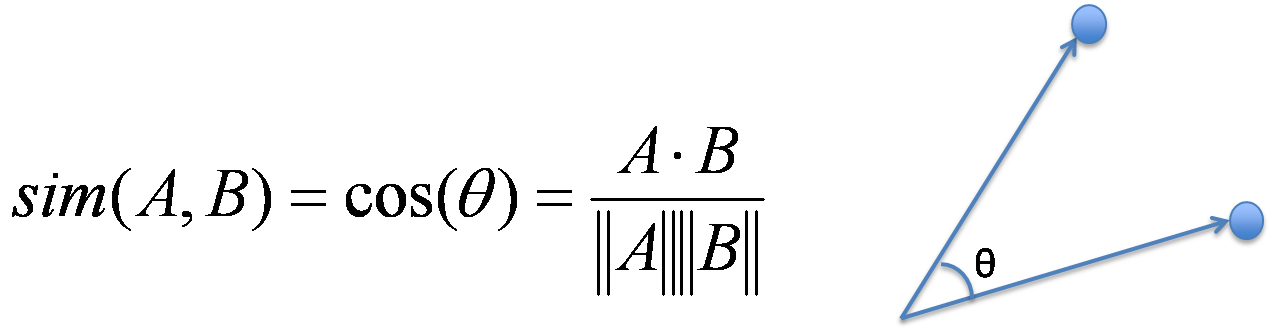 sim(A, B) = cos(θ) = A · B / ‖A‖‖B‖
θ